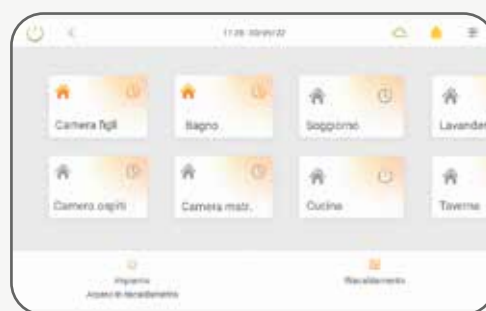 Camera figli
Bagno
Soggiorno
Lavander
Camera ospiti
Camera matr.
Cucina
Taverna
Impianto
Riscaldamento
Acceso in riscaldamento